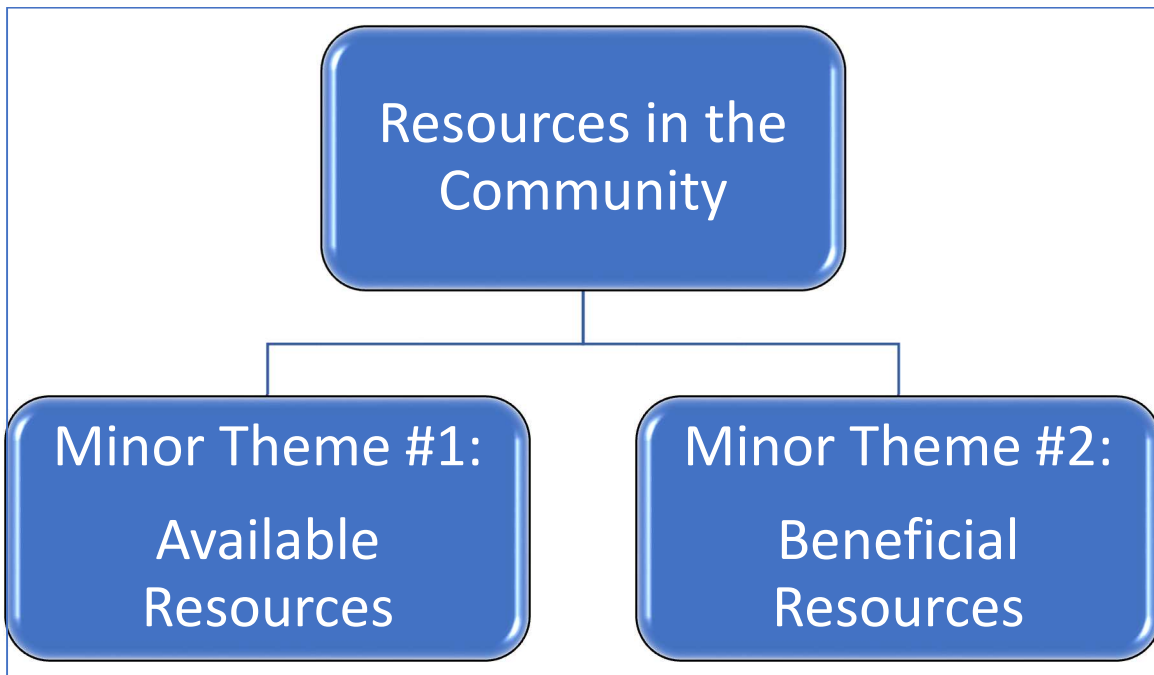 Resources in the
Community
Minor Theme #1:
Available
Resources
Minor Theme #2:
Beneficial
Resources